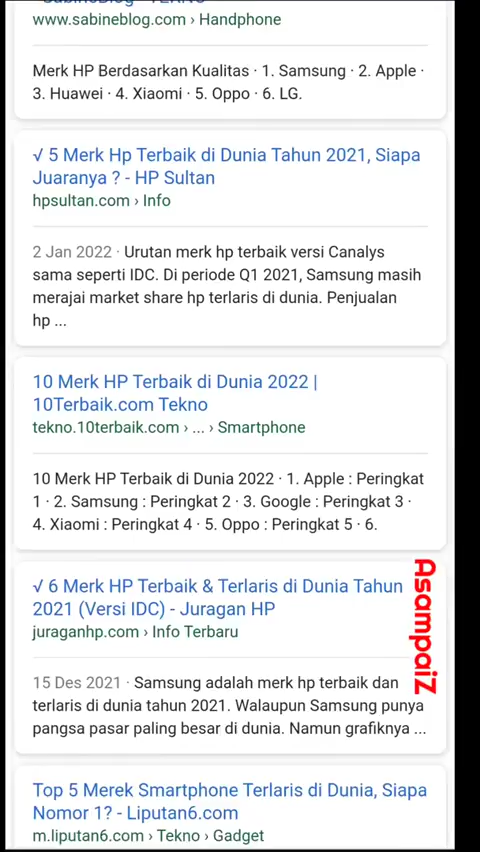 SabineBlog - TEKNO
www.sabineblog.com › Handphone
Merk HP Berdasarkan Kualitas · 1. Samsung · 2. Apple ·
3. Huawei · 4. Xiaomi · 5. Oppo · 6. LG.
√ 5 Merk Hp Terbaik di Dunia Tahun 2021, Siapa
Juaranya ? - HP Sultan
hpsultan.com › Info
2 Jan 2022 · Urutan merk hp terbaik versi Canalys
sama seperti IDC. Di periode Q1 2021, Samsung masih
merajai market share hp terlaris di dunia. Penjualan
hp ...
10 Merk HP Terbaik di Dunia 2022 |
10Terbaik.com Tekno
tekno.10terbaik.com › ... › Smartphone
10 Merk HP Terbaik di Dunia 2022 · 1. Apple : Peringkat
1 · 2. Samsung : Peringkat 2 · 3. Google : Peringkat 3 ·
4. Xiaomi : Peringkat 4 · 5. Oppo : Peringkat 5 · 6.
√ 6 Merk HP Terbaik & Terlaris di Dunia Tahun
2021 (Versi IDC) - Juragan HP
juraganhp.com › Info Terbaru
15 Des 2021 · Samsung adalah merk hp terbaik dan
terlaris di dunia tahun 2021. Walaupun Samsung punya
pangsa pasar paling besar di dunia. Namun grafiknya ...
AsampaiZ
Top 5 Merek Smartphone Terlaris di Dunia, Siapa
Nomor 1? - Liputan6.com
m.liputan6.com › Tekno › Gadget